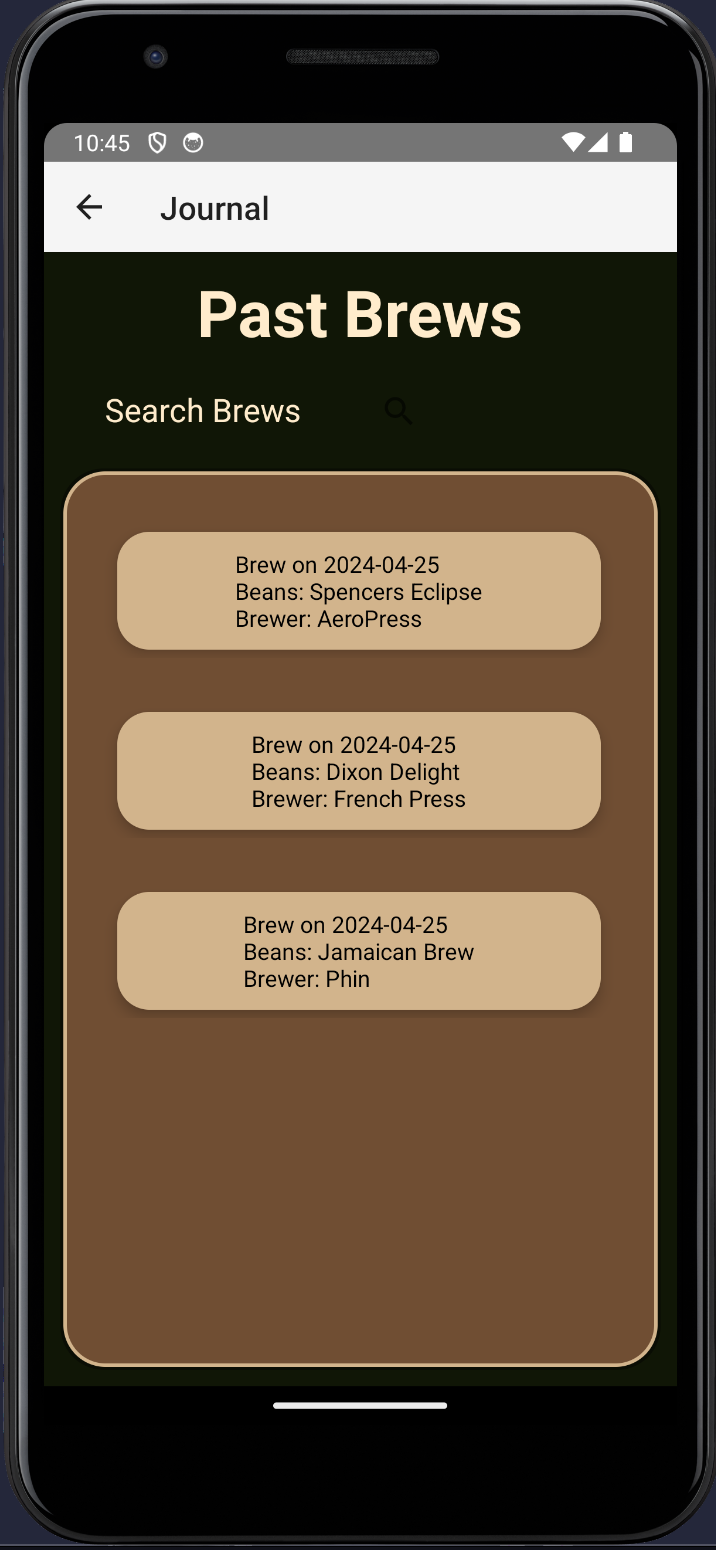 10:45
Journal
Past Brews
Search Brews
Brew on 2024-04-25
Beans: Spencers Eclipse
Brewer: AeroPress
Brew on 2024-04-25
Beans: Dixon Delight
Brewer: French Press
Brew on 2024-04-25
Beans: Jamaican Brew
Brewer: Phin